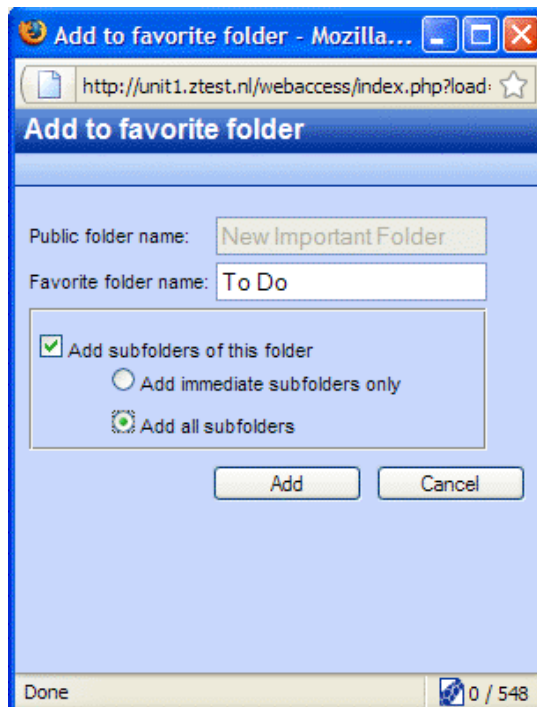 Add to favorite folder - Mozilla...
http://unit1.ztest.nl/webaccess/index.php?load
Add to favorite folder
Public folder name: New Important Folder
Favorite folder name: To Do
Add subfolders of this folder
Add immediate subfolders only
Add all subfolders
Add Cancel
Done 0 / 548